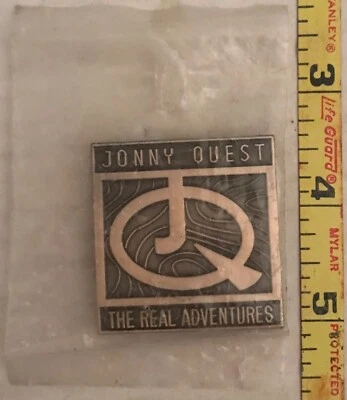 JONNY QUEST
JQ
THE REAL ADVENTURES
STANLEY®
3
Life Guard®
4
MYLAR
5
PROTECTED